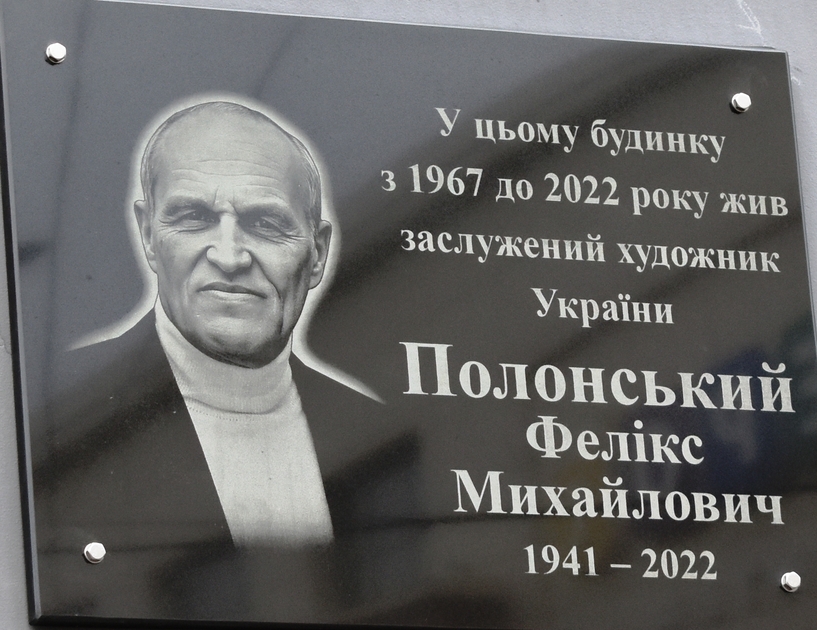 У цьому будинку
з 1967 до 2022 року жив
заслужений художник
України
Полонський
Фелікс
Михайлович
1941 – 2022